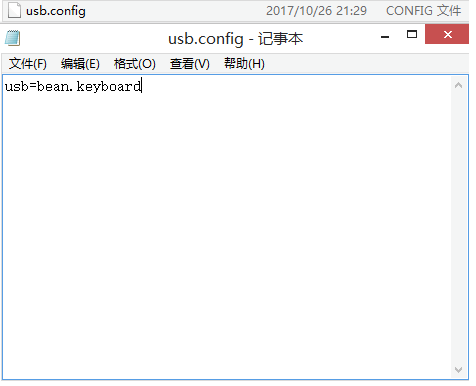 usb.config 2017/10/26 21:29 CONFIG 文件
usb.config - 记事本
文件(F) 编辑(E) 格式(O) 查看(V) 帮助(H)
usb=bean.keyboard